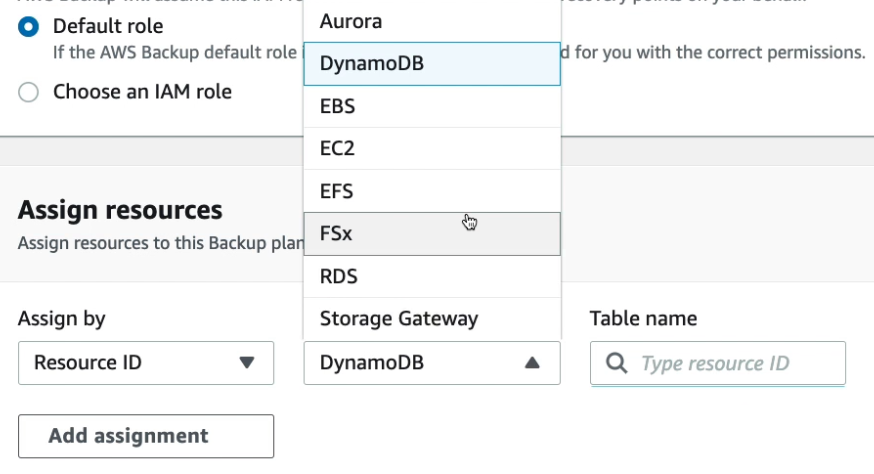 Default role
If the AWS Backup default role
d for you with the correct permissions.
Choose an IAM role
Aurora
DynamoDB
EBS
EC2
EFS
FSx
RDS
Storage Gateway
Assign resources
Assign resources to this Backup plan
Assign by
Table name
Resource ID
DynamoDB
Type resource ID
Add assignment